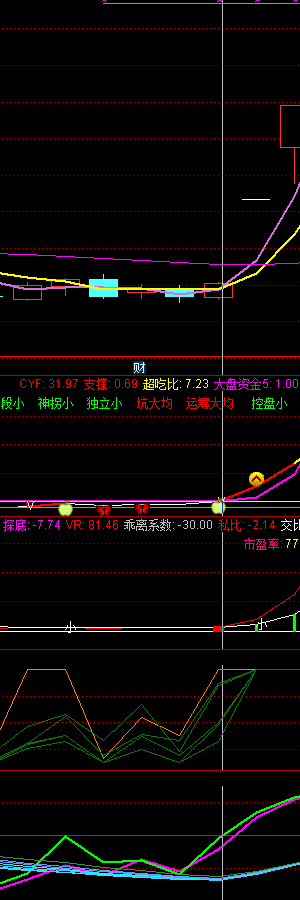 财
CYF: 31.97 支撑: 0.69 超吃比: 7.23 大盘资金5: 1.00
段小 神拐小 独立小 坑大均 运筹大均 控盘小
探底: -7.74 VR: 81.46 乖离系数: -30.00 私比: -2.14 交比
市盈率: 77
小 小